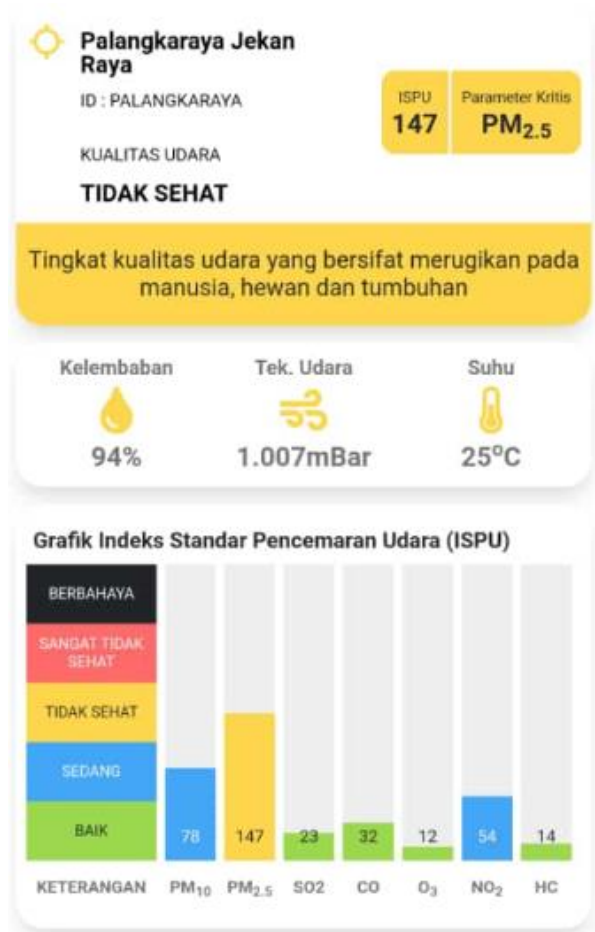 Palangkaraya Jekan
Raya
ID : PALANGKARAYA
ISPU
147
Parameter Kritis
PM₂.₅
KUALITAS UDARA
TIDAK SEHAT
Tingkat kualitas udara yang bersifat merugikan pada
manusia, hewan dan tumbuhan
Kelembaban
94%
Tek. Udara
1.007mBar
Suhu
25°C
Grafik Indeks Standar Pencemaran Udara (ISPU)
BERBAHAYA
SANGAT TIDAK
SEHAT
TIDAK SEHAT
SEDANG
BAIK
78 147 23 32 12 54 14
KETERANGAN PM₁₀ PM₂.₅ SO2 CO O₃ NO₂ HC